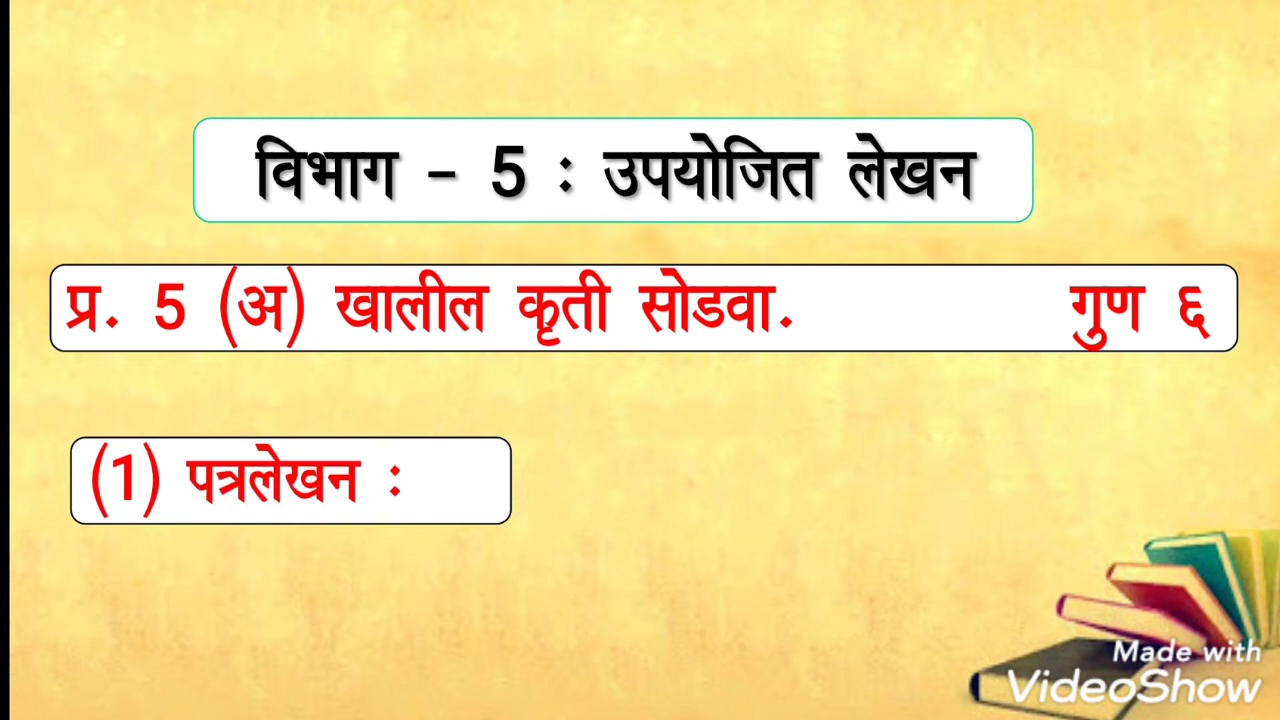 विभाग - 5 : उपयोजित लेखन
प्र. 5 (अ) खालील कृती सोडवा. गुण ६
(1) पत्रलेखन :
Made with
VideoShow